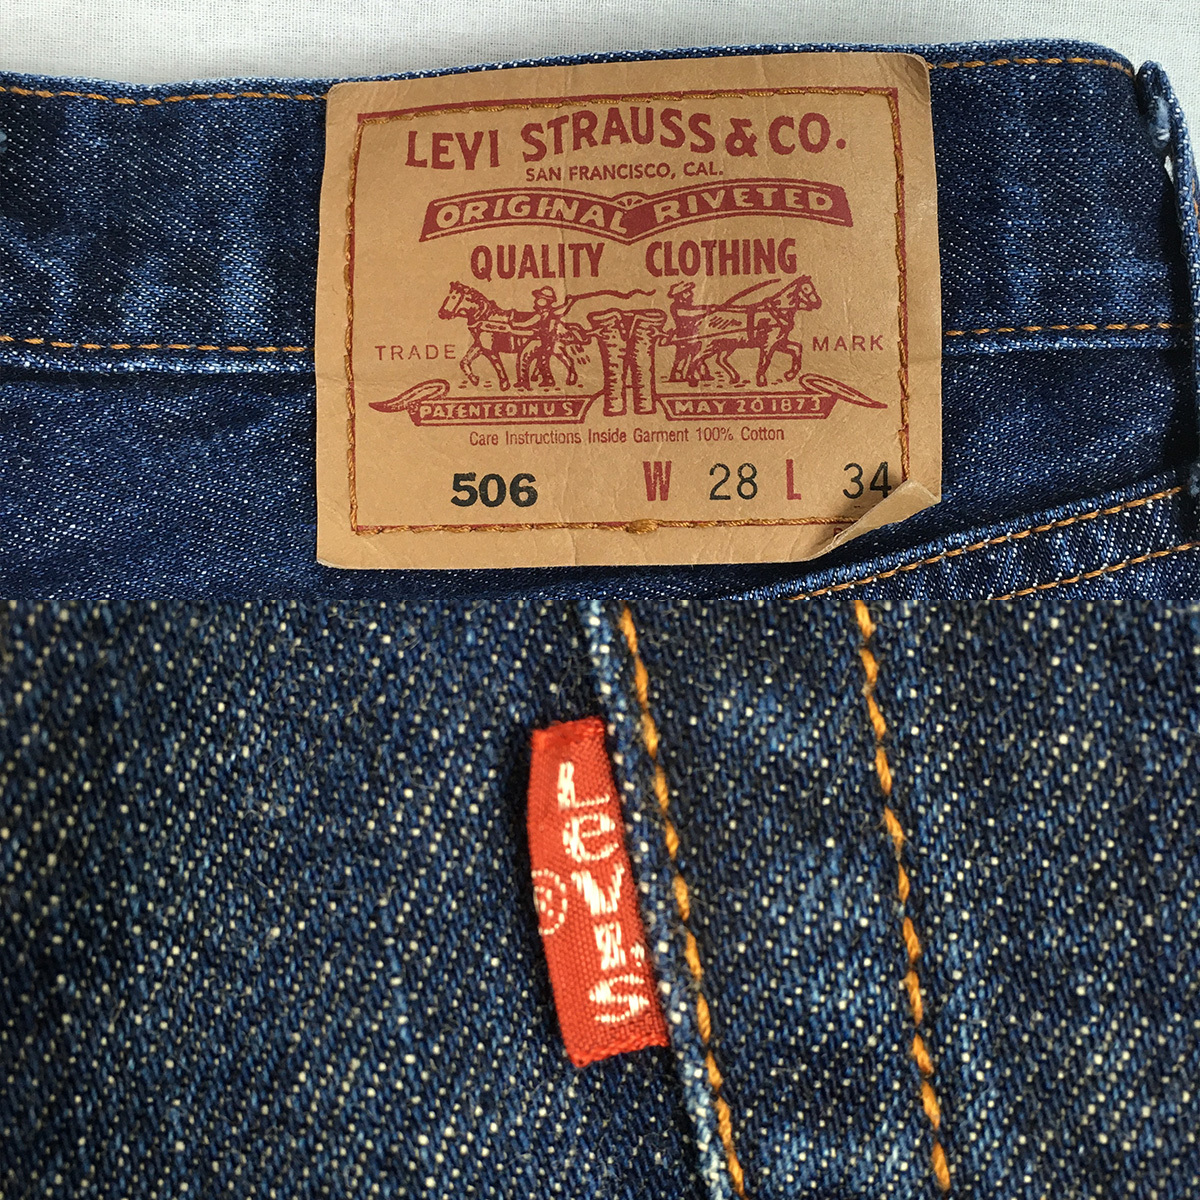 LEVI STRAUSS & CO.
SAN FRANCISCO, CAL.
ORIGINAL RIVETED
QUALITY CLOTHING
TRADE MARK
PATENTED IN U S MAY 20 1873
Care Instructions Inside Garment 100% Cotton
506 W 28 L 34
LeVI'S
®